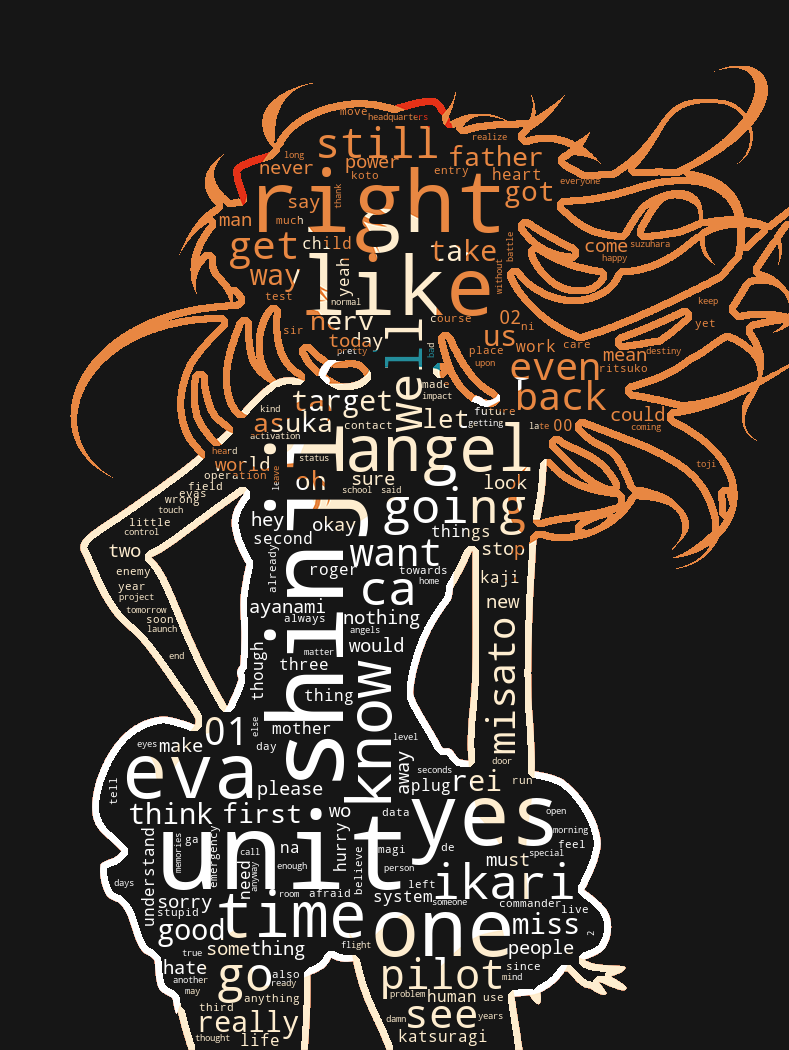 move
headquarters
still
realize
long
never
power
koto
entry
father
heart
everyone
right
say
thank
got
man
much
get
child
take
battle
come
suzuhara
happy
way
yeah
like
without
test
normal
keep
nerv
sir
today
pretty
course
02
ni
us
yet
well
bad
place
upon
work
care
mean
destiny
ritsuko
even
made
impact
back
target
kind
asuka
activation
contact
let
future
getting
late
00
could
coming
heard
world
operation
status
leave
oh
angel
toji
school
said
sure
look
field
evas
wrong
touch
little
control
hey
second
okay
going
things
stop
two
already
shinji
want
enemy
year
project
tomorrow
soon
launch
roger
towards
home
kaji
ca
new
ayanami
always
nothing
angels
would
end
though
matter
three
thing
know
misato
01
else
mother
level
eyes
make
day
away
door
eva
tell
please
seconds
plug
rei
run
think
first
wo
data
yes
open
morning
understand
memories
ga
emergency
unit
call
need
anyway
na
enough
hurry
believe
magi
person
de
must
special
feel
days
room
afraid
system
left
someone
ikari
sorry
stupid
time
commander
live
good
one
miss
2
true
something
flight
people
hate
another
may
go
also
ready
pilot
since
mind
anything
problem
human
use
third
really
damn
see
years
thought
life
katsuragi